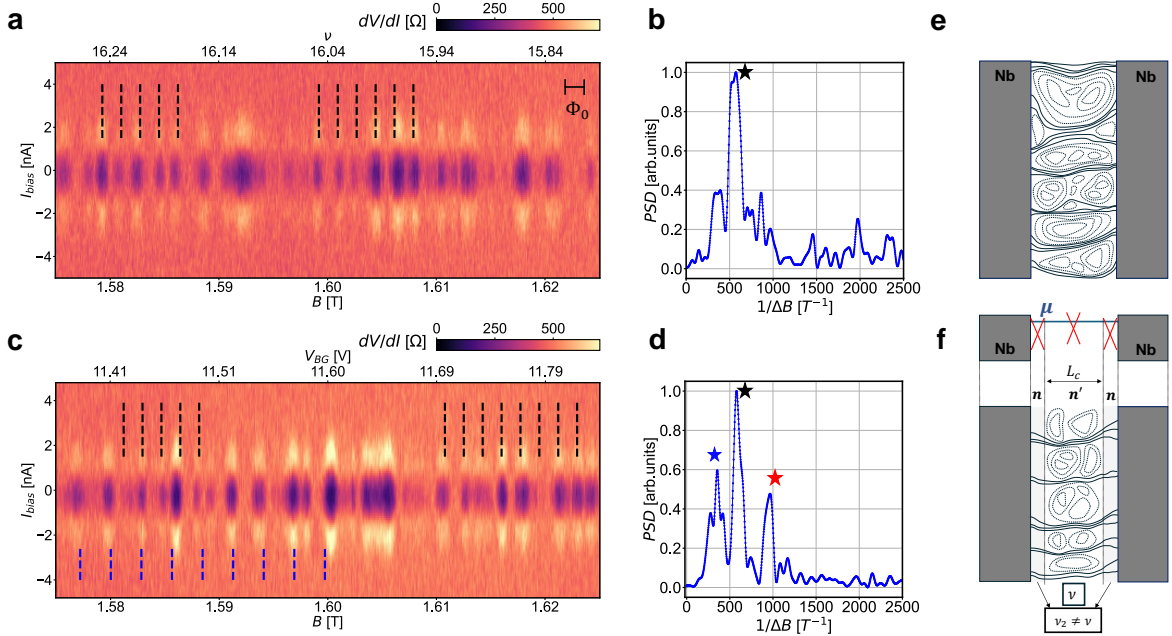 a
dV/dI [Ω]
0 250 500
ν
16.24 16.14 16.04 15.94 15.84
I_bias [nA]
4
2
0
−2
−4
Φ₀
1.58 1.59 1.60 1.61 1.62
B [T]
b
PSD [arb.units]
1.0
0.8
0.6
0.4
0.2
0.0
0 500 1000 1500 2000 2500
1/ΔB [T⁻¹]
c
dV/dI [Ω]
0 250 500
V_BG [V]
11.41 11.51 11.60 11.69 11.79
I_bias [nA]
4
2
0
−2
−4
1.58 1.59 1.60 1.61 1.62
B [T]
d
PSD [arb.units]
1.0
0.8
0.6
0.4
0.2
0.0
0 500 1000 1500 2000 2500
1/ΔB [T⁻¹]
e
Nb Nb
f
μ
Nb Nb
L_c
n n′ n
ν
ν₂ ≠ ν